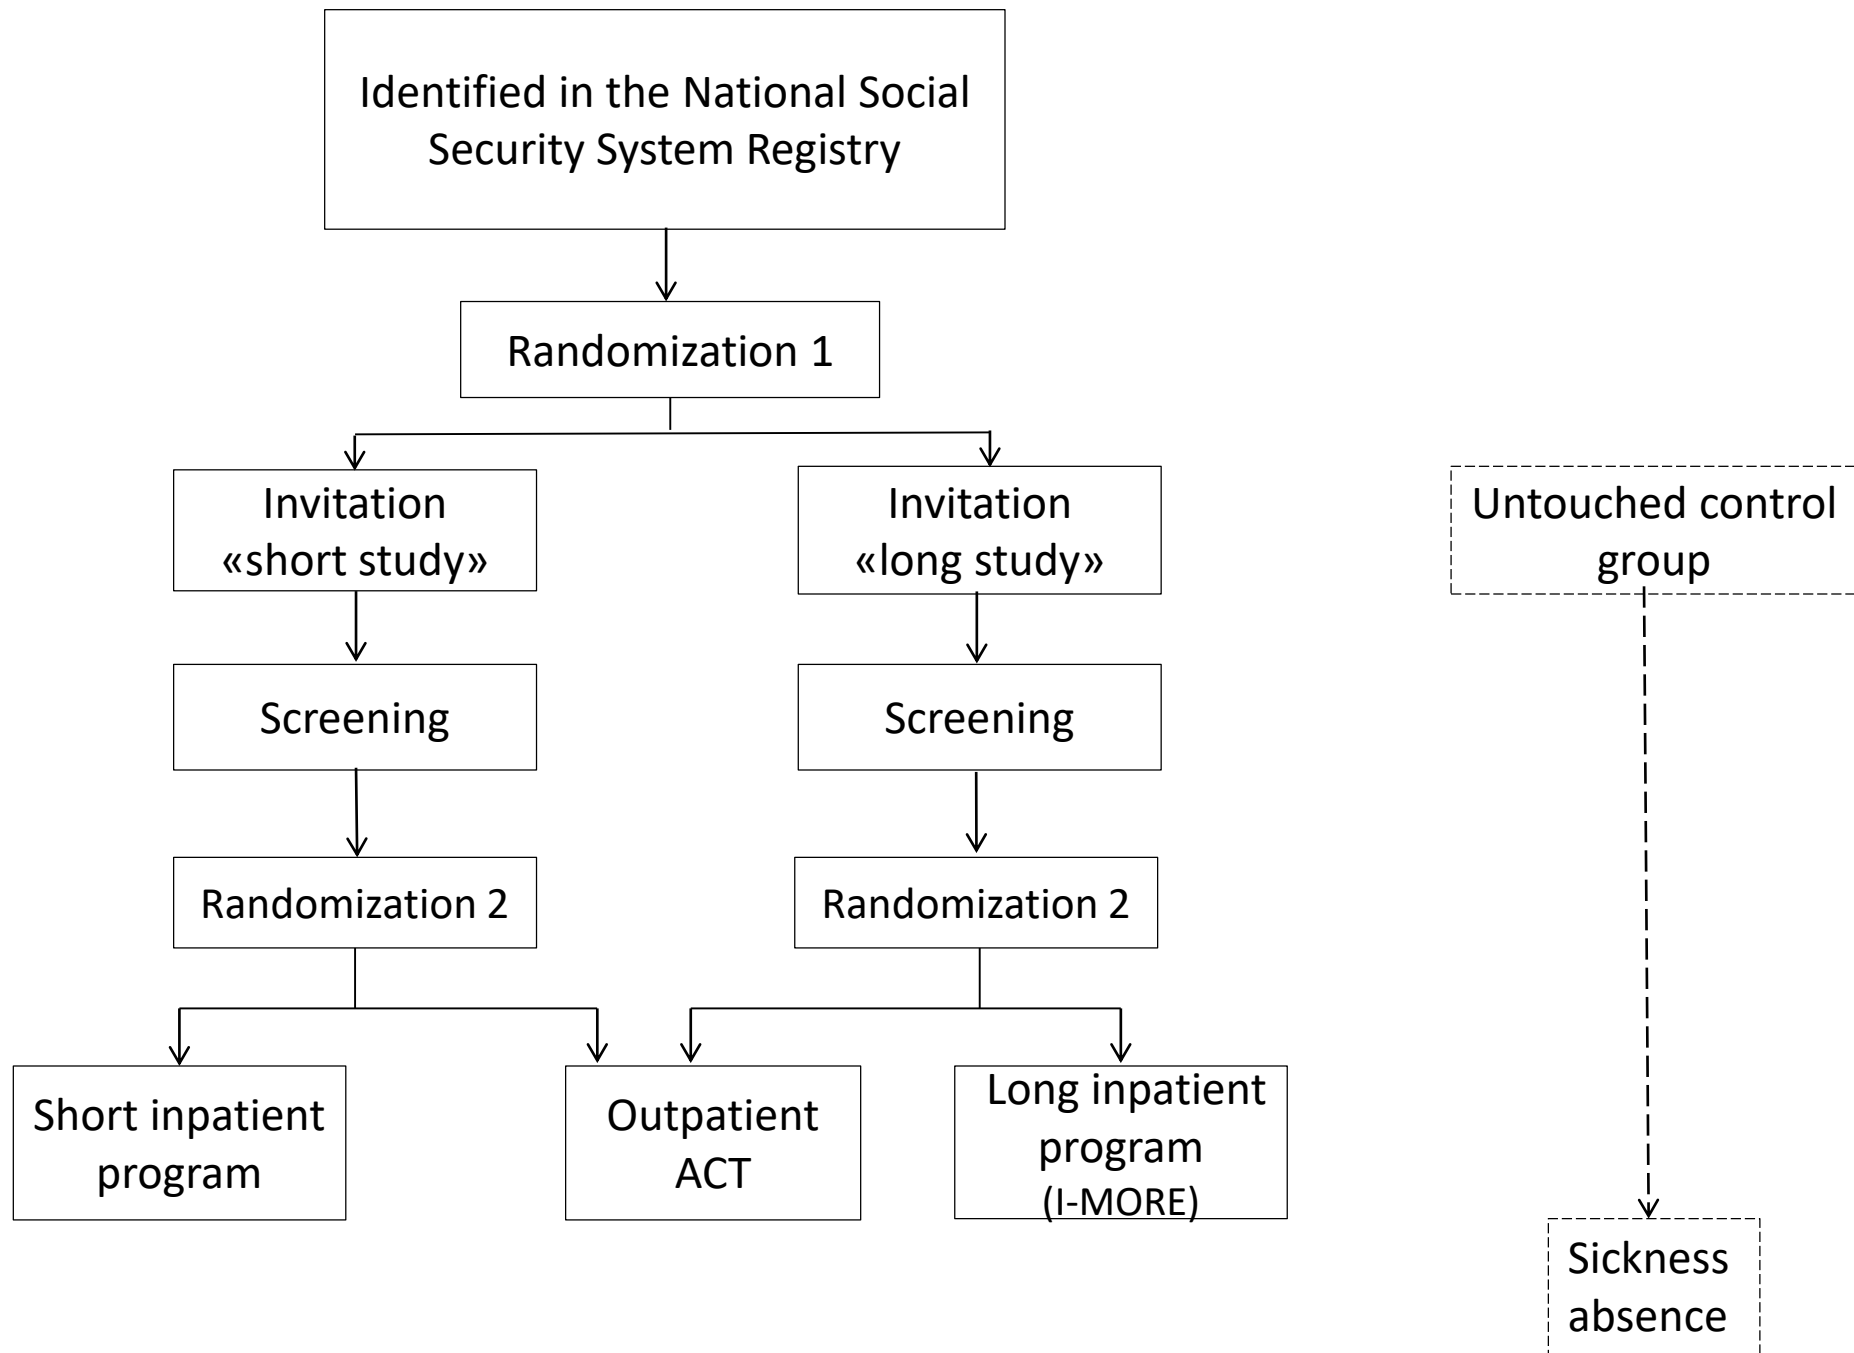 Identified in the National Social
Security System Registry
Randomization 1
Invitation
«short study»
Invitation
«long study»
Untouched control
group
Screening
Screening
Randomization 2
Randomization 2
Short inpatient
program
Outpatient
ACT
Long inpatient
program
(I-MORE)
Sickness
absence